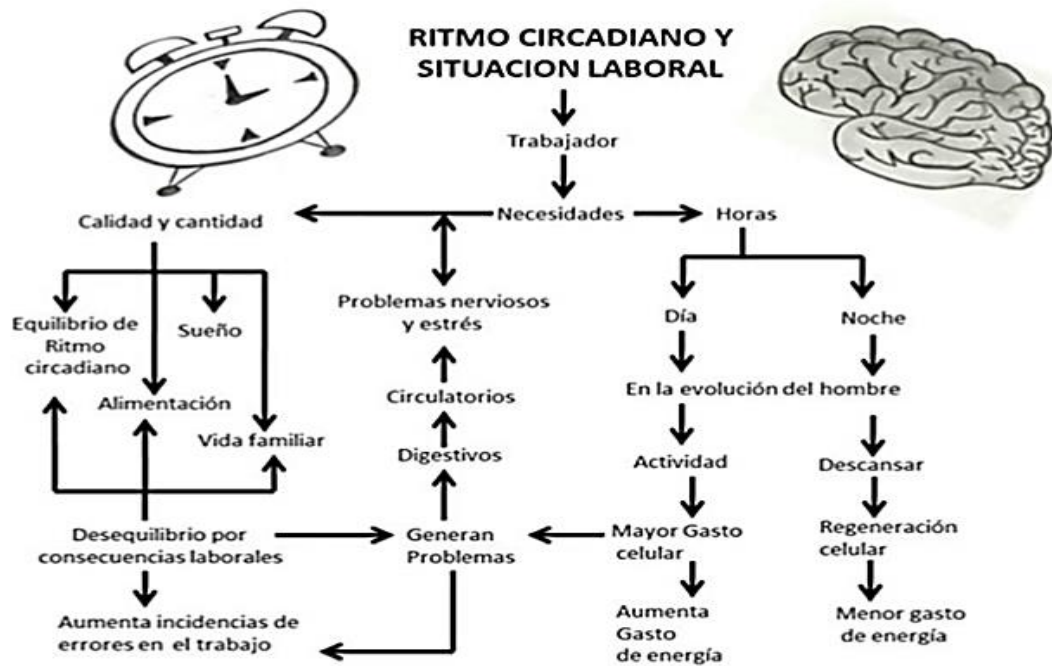 RITMO CIRCADIANO Y
SITUACION LABORAL
Trabajador
Necesidades
Horas
Calidad y cantidad
Equilibrio de
Ritmo
circadiano
Sueño
Alimentación
Vida familiar
Desequilibrio por
consecuencias laborales
Aumenta incidencias de
errores en el trabajo
Problemas nerviosos
y estrés
Circulatorios
Digestivos
Generan
Problemas
Día
Noche
En la evolución del hombre
Actividad
Descansar
Mayor Gasto
celular
Regeneración
celular
Aumenta
Gasto
de energía
Menor gasto
de energía